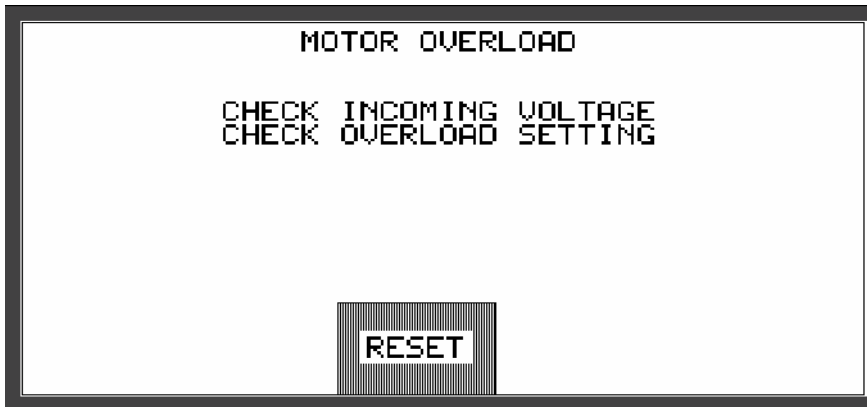 MOTOR OVERLOAD
CHECK INCOMING VOLTAGE
CHECK OVERLOAD SETTING
RESET